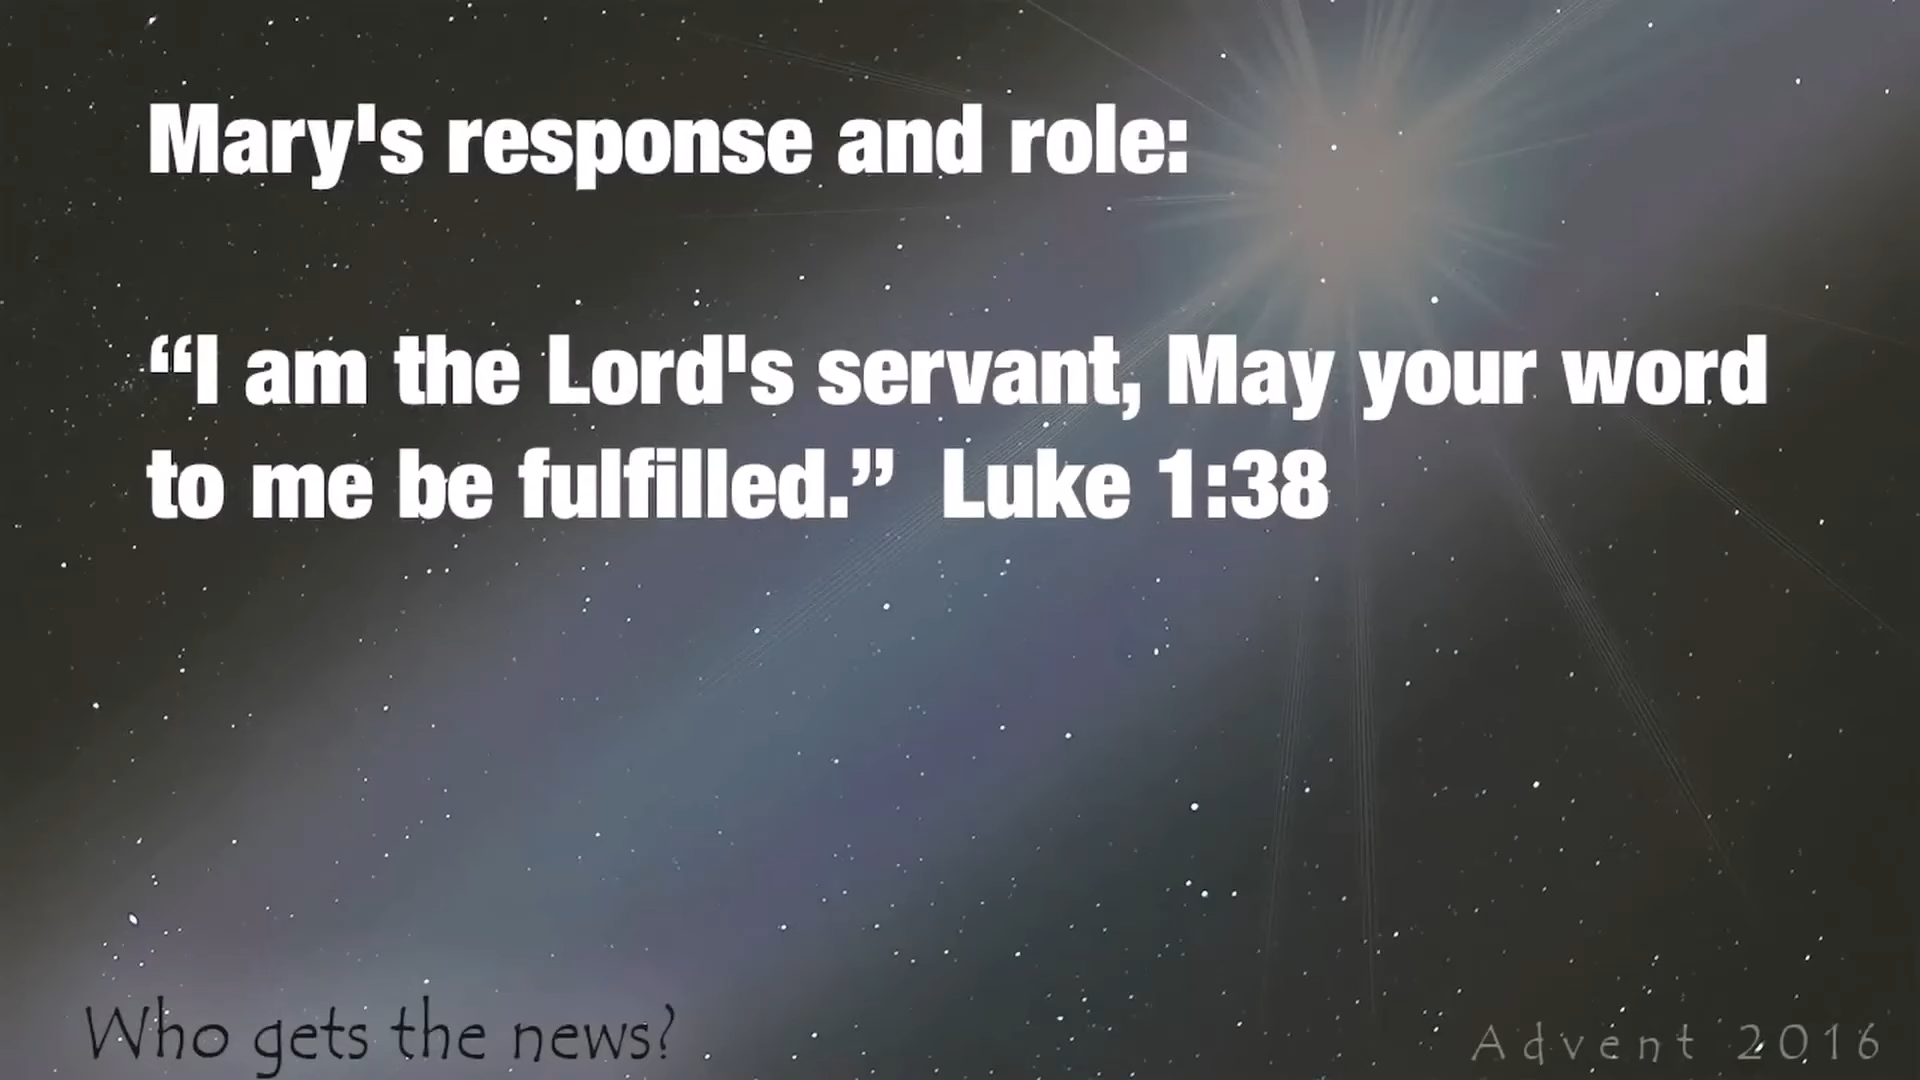 Mary's response and role:
“I am the Lord's servant, May your word
to me be fulfilled.”  Luke 1:38
Who gets the news?
Advent 2016